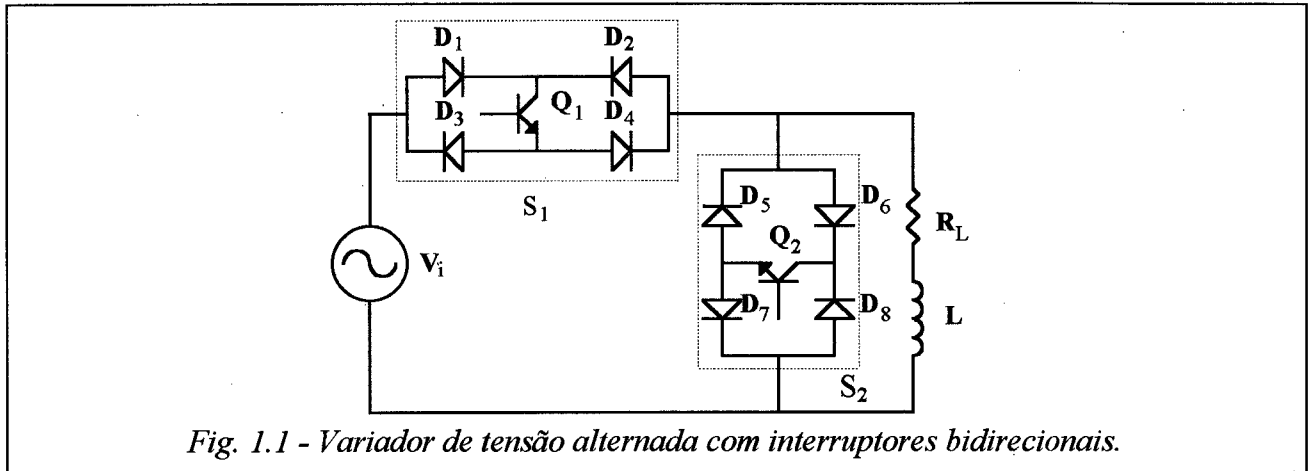 D1 D2
Q1
D3 D4
S1
D5 D6
Q2
RL
Vi
D7 D8
L
S2
Fig. 1.1 - Variador de tensão alternada com interruptores bidirecionais.